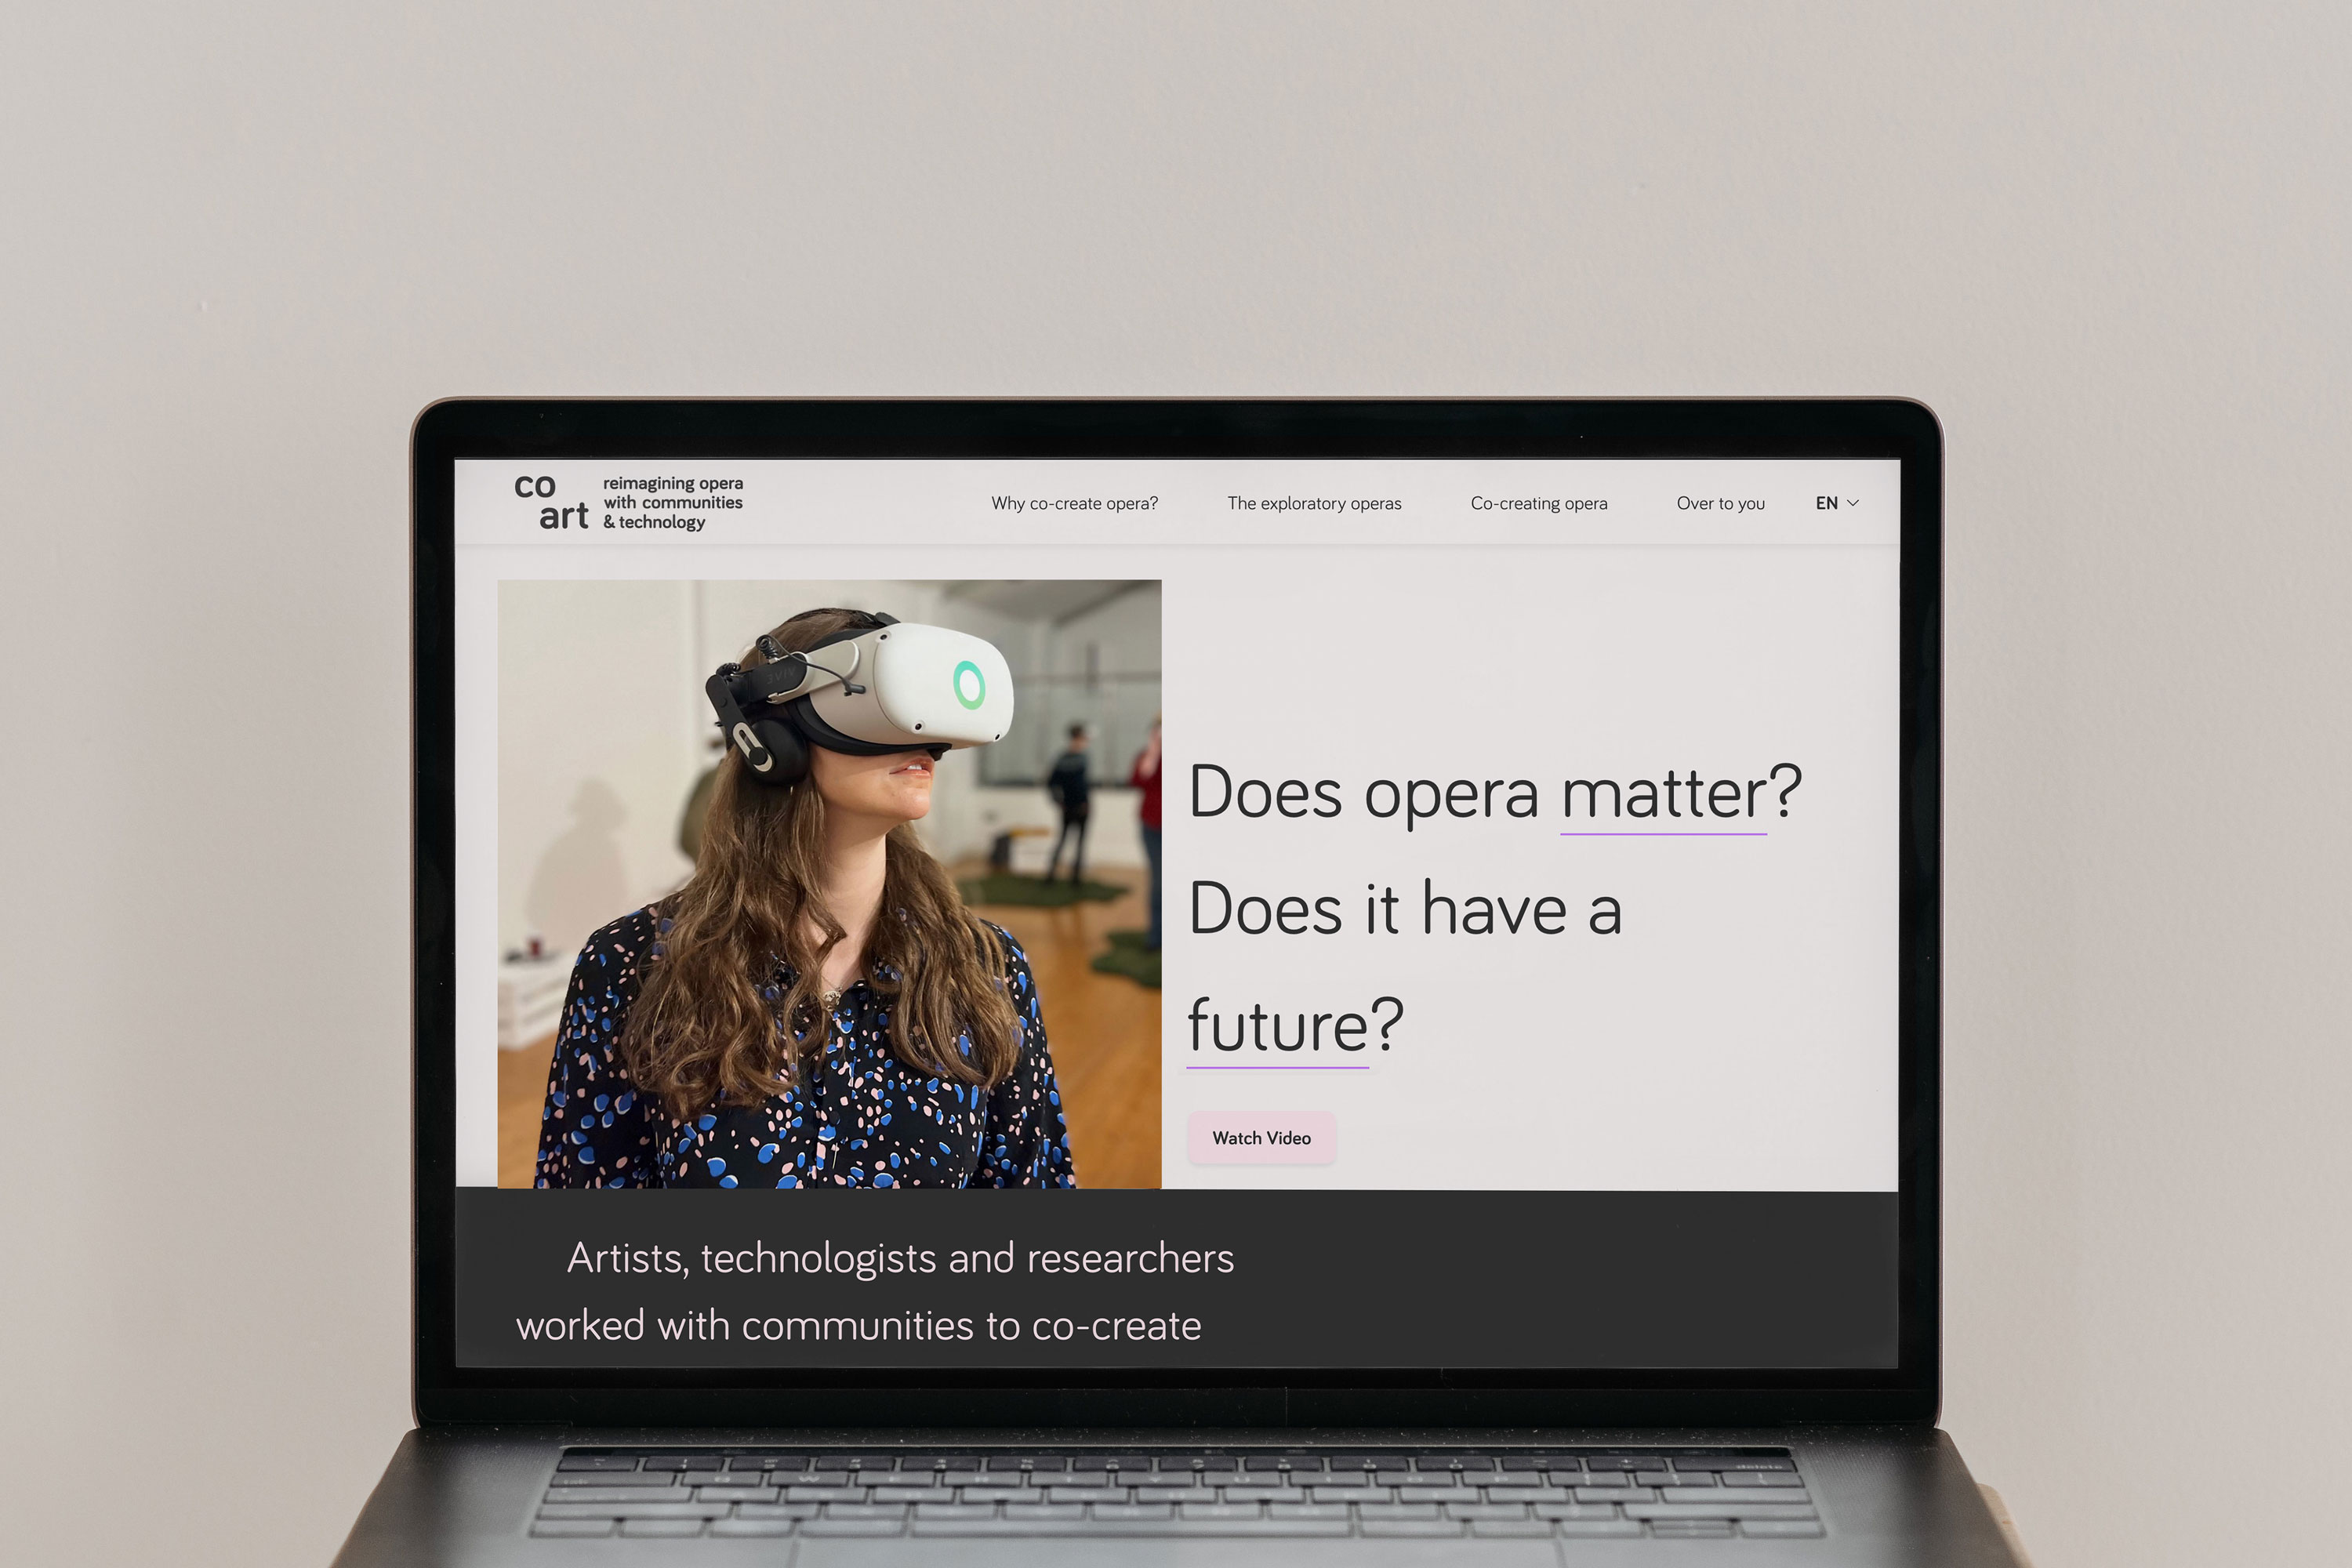 co
art
reimagining opera
with communities
& technology
Why co-create opera?
The exploratory operas
Co-creating opera
Over to you
EN
Does opera matter?
Does it have a
future?
Watch Video
Artists, technologists and researchers
worked with communities to co-create
delete